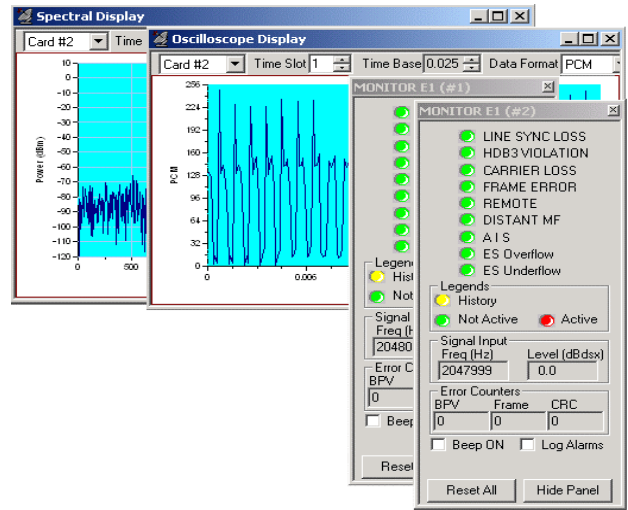 Spectral Display
Card #2 Time
10
0
-10
-20
-30
-40
-50
-60
-70
-80
-90
-100
-110
-120
Power (dBm)
0 500
Oscilloscope Display
Card #2 Time Slot 1 Time Base 0.025 Data Format PCM
256
224
192
160
128
96
64
32
0
PCM
0 0.006
MONITOR E1 (#1)
Legen
Hist
Not
Signal
Freq (H
20480
Error C
BPV
0
Beep
Reset
MONITOR E1 (#2)
LINE SYNC LOSS
HDB3 VIOLATION
CARRIER LOSS
FRAME ERROR
REMOTE
DISTANT MF
A I S
ES Overflow
ES Underflow
Legends
History
Not Active Active
Signal Input
Freq (Hz) Level (dBdsx)
2047999 0.0
Error Counters
BPV Frame CRC
0 0 0
Beep ON Log Alarms
Reset All Hide Panel